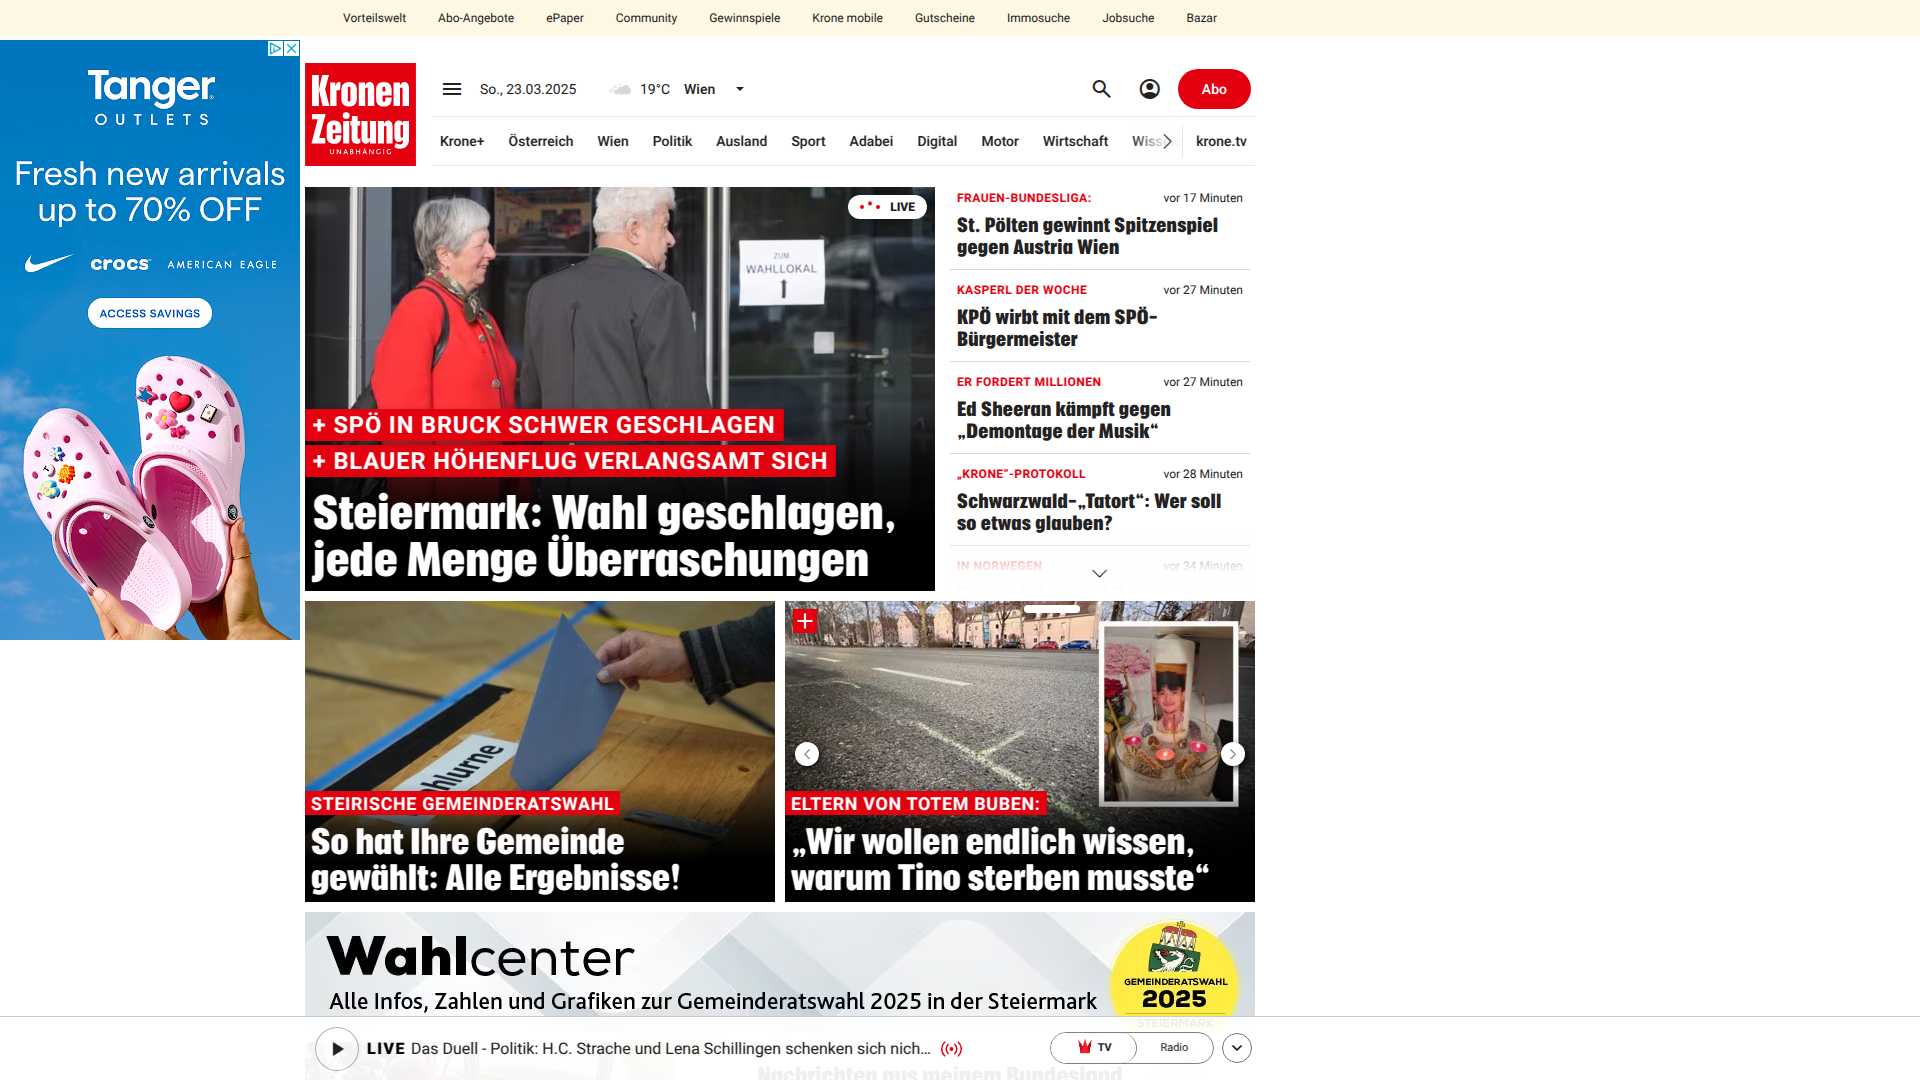 Vorteilswelt Abo-Angebote ePaper Community Gewinnspiele Krone mobile Gutscheine Immosuche Jobsuche Bazar
Tanger
OUTLETS
Fresh new arrivals
up to 70% OFF
crocs AMERICAN EAGLE
ACCESS SAVINGS
Kronen
Zeitung
UNABHÄNGIG
So., 23.03.2025 19°C Wien
Abo
Krone+ Österreich Wien Politik Ausland Sport Adabei Digital Motor Wirtschaft Wiss krone.tv
LIVE
ZUM
WAHLLOKAL
+ SPÖ IN BRUCK SCHWER GESCHLAGEN
+ BLAUER HÖHENFLUG VERLANGSAMT SICH
Steiermark: Wahl geschlagen,
jede Menge Überraschungen
FRAUEN-BUNDESLIGA: vor 17 Minuten
St. Pölten gewinnt Spitzenspiel
gegen Austria Wien
KASPERL DER WOCHE vor 27 Minuten
KPÖ wirbt mit dem SPÖ-
Bürgermeister
ER FORDERT MILLIONEN vor 27 Minuten
Ed Sheeran kämpft gegen
„Demontage der Musik“
„KRONE“-PROTOKOLL vor 28 Minuten
Schwarzwald-„Tatort“: Wer soll
so etwas glauben?
IN NORWEGEN vor 34 Minuten
hlurne
STEIRISCHE GEMEINDERATSWAHL
So hat Ihre Gemeinde
gewählt: Alle Ergebnisse!
ELTERN VON TOTEM BUBEN:
„Wir wollen endlich wissen,
warum Tino sterben musste“
Wahlcenter
Alle Infos, Zahlen und Grafiken zur Gemeinderatswahl 2025 in der Steiermark
GEMEINDERATSWAHL
2025
STEIERMARK
LIVE Das Duell - Politik: H.C. Strache und Lena Schillingen schenken sich nich...
TV Radio
Nachrichten aus meinem Bundesland